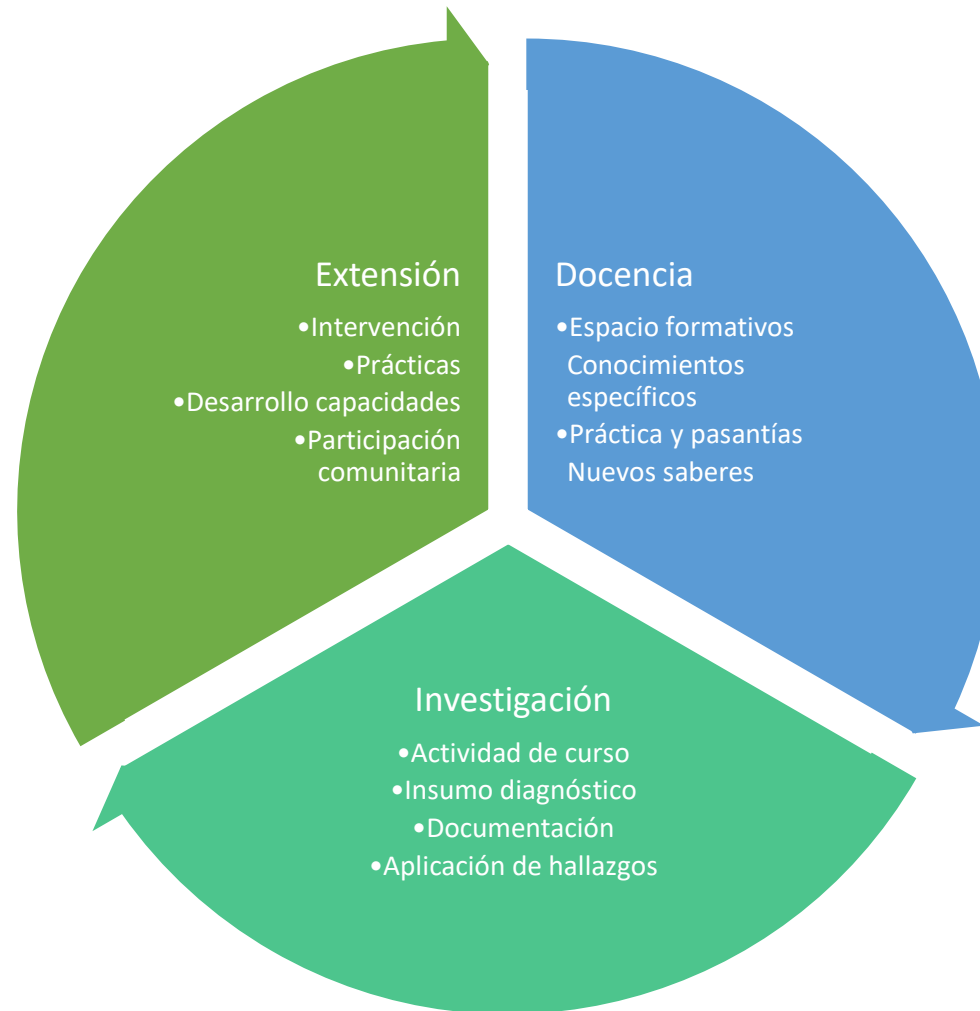 Extensión
•Intervención
•Prácticas
•Desarrollo capacidades
•Participación
comunitaria
Docencia
•Espacio formativos
Conocimientos
específicos
•Práctica y pasantías
Nuevos saberes
Investigación
•Actividad de curso
•Insumo diagnóstico
•Documentación
•Aplicación de hallazgos